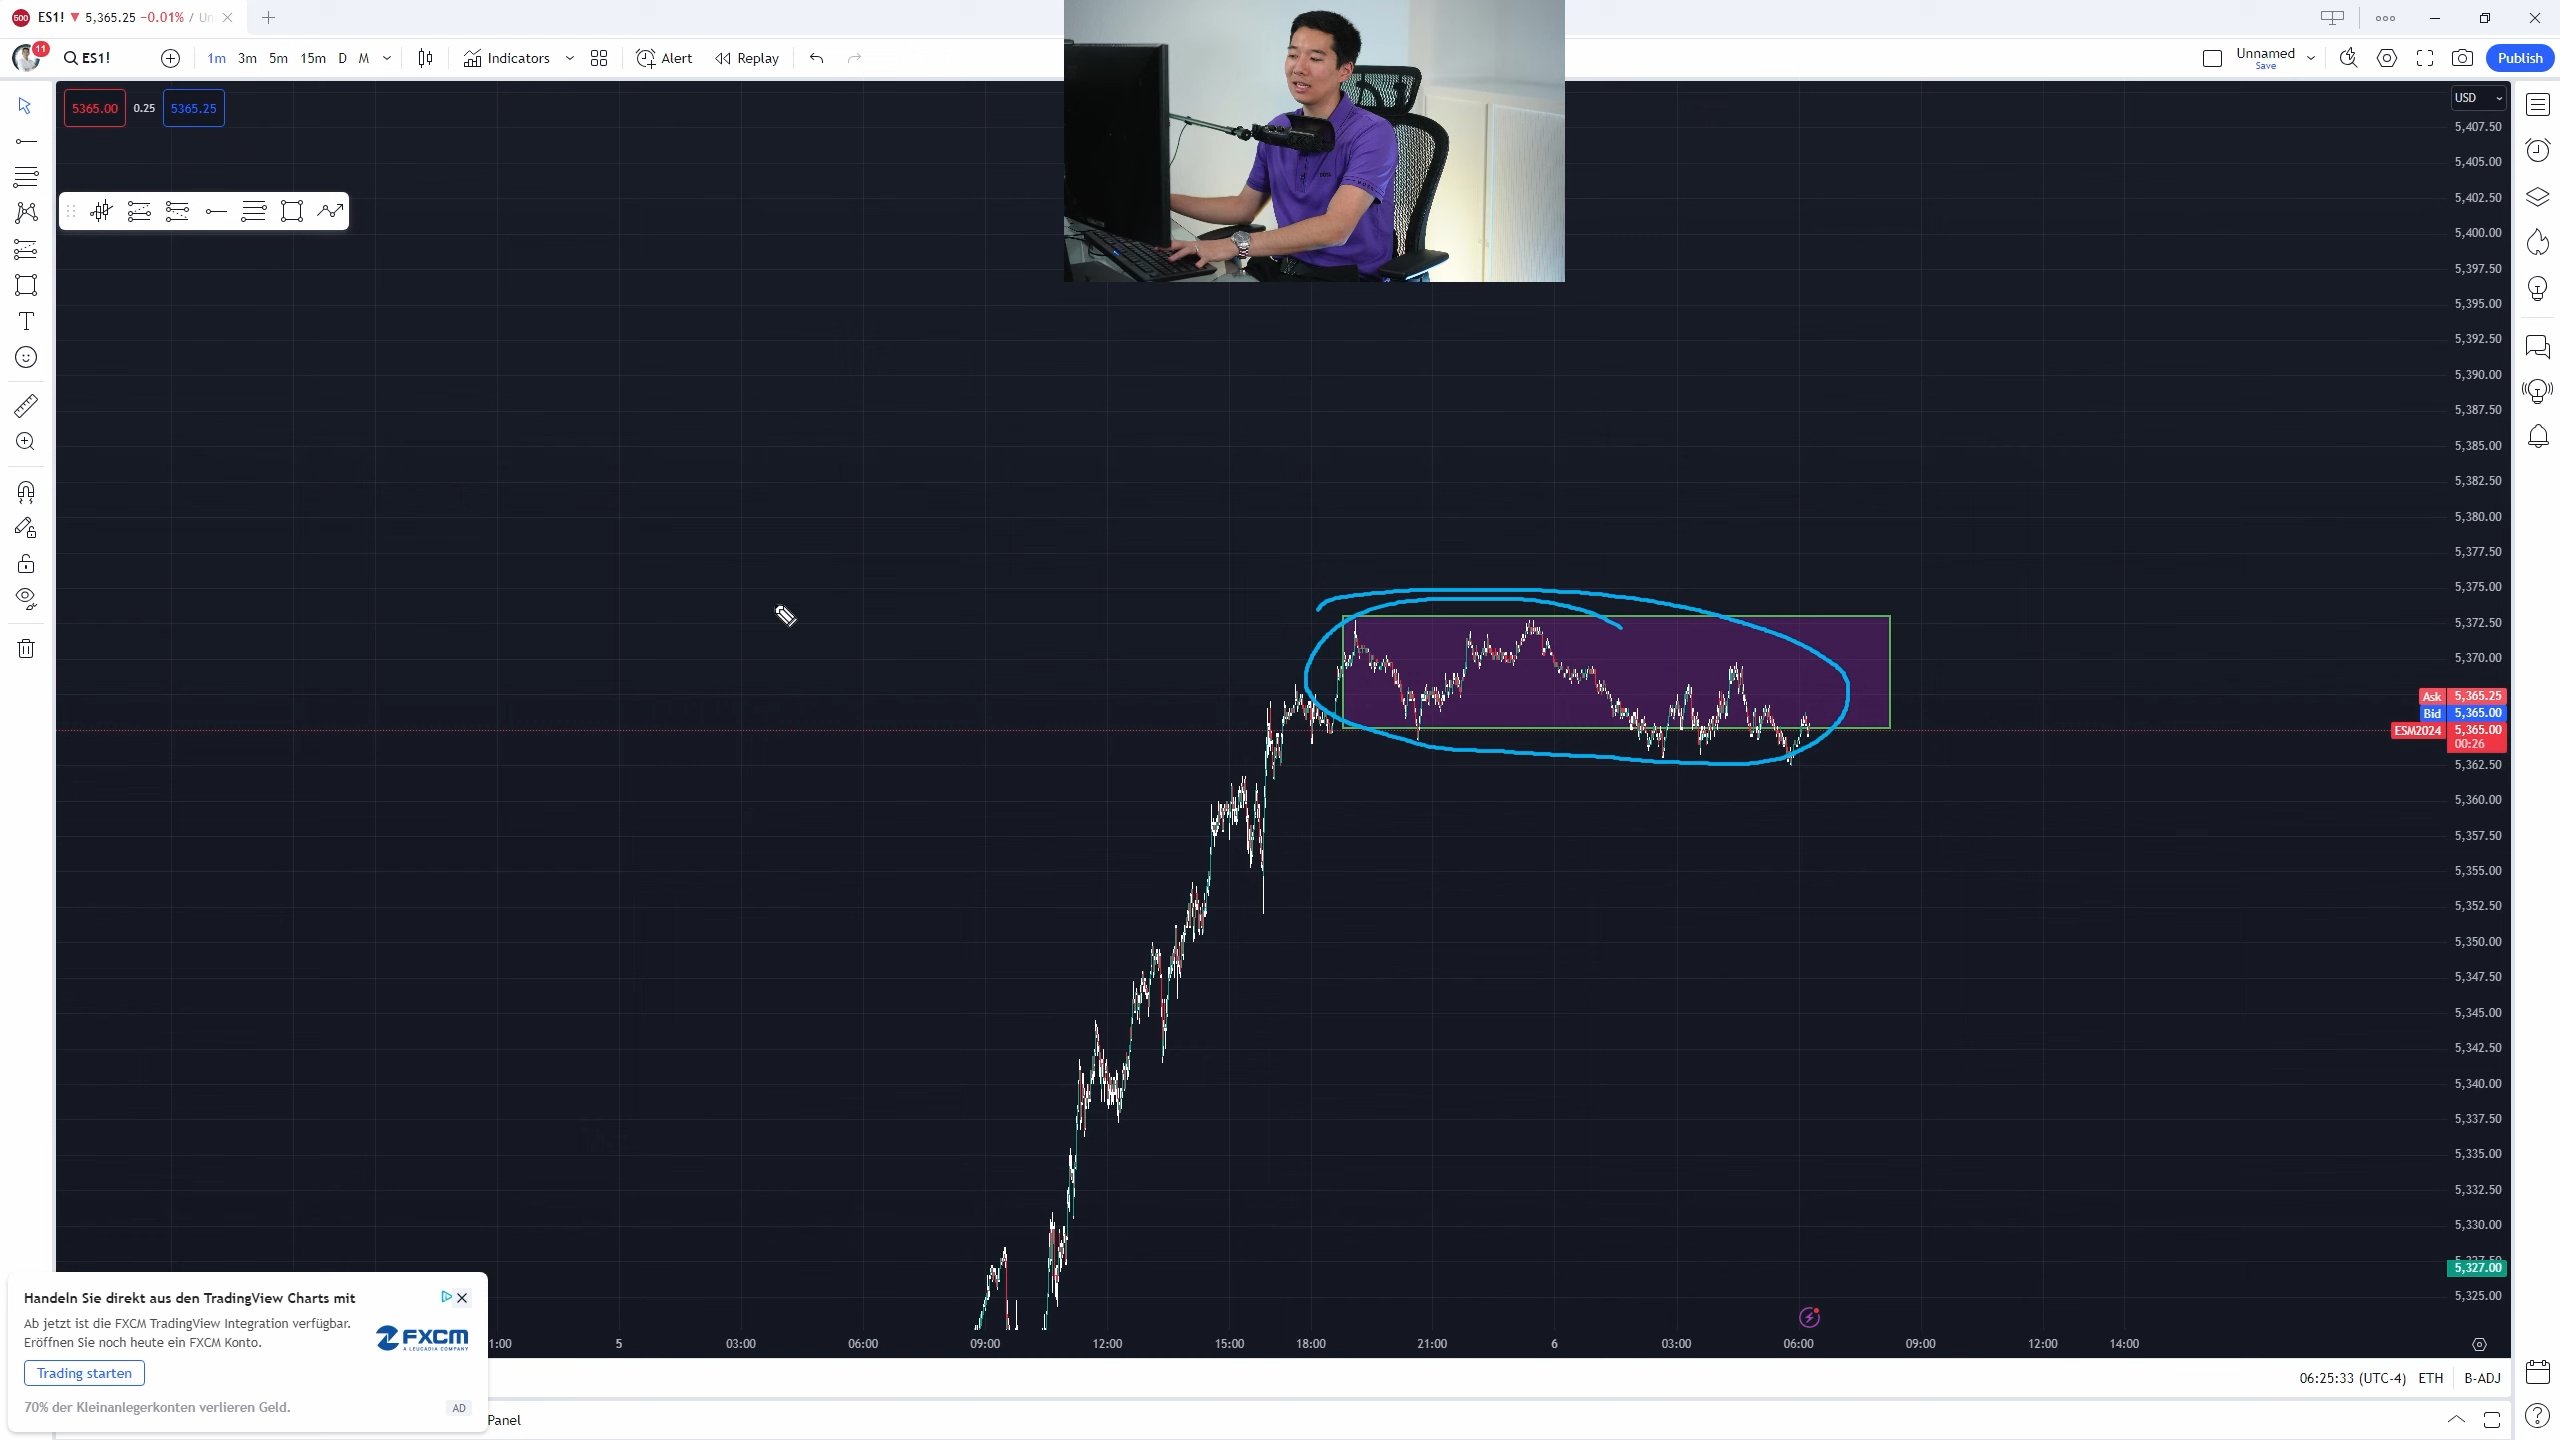 500 ES1! ▼ 5,365.25 −0.01% / Un
11 ES1! 1m 3m 5m 15m D M Indicators Alert Replay Unnamed Save Publish
5365.00 0.25 5365.25
USD
5,407.50
5,405.00
5,402.50
5,400.00
5,397.50
5,395.00
5,392.50
5,390.00
5,387.50
5,385.00
5,382.50
5,380.00
5,377.50
5,375.00
5,372.50
5,370.00
Ask 5,365.25
Bid 5,365.00
ESM2024 5,365.00
00:26
5,362.50
5,360.00
5,357.50
5,355.00
5,352.50
5,350.00
5,347.50
5,345.00
5,342.50
5,340.00
5,337.50
5,335.00
5,332.50
5,330.00
5,327.50
5,327.00
5,325.00
1:00 5 03:00 06:00 09:00 12:00 15:00 18:00 21:00 6 03:00 06:00 09:00 12:00 14:00
Handeln Sie direkt aus den TradingView Charts mit
Ab jetzt ist die FXCM TradingView Integration verfügbar.
Eröffnen Sie noch heute ein FXCM Konto.
FXCM
A LEUCADIA COMPANY
Trading starten
70% der Kleinanlegerkonten verlieren Geld.
AD
06:25:33 (UTC-4) ETH B-ADJ
Panel